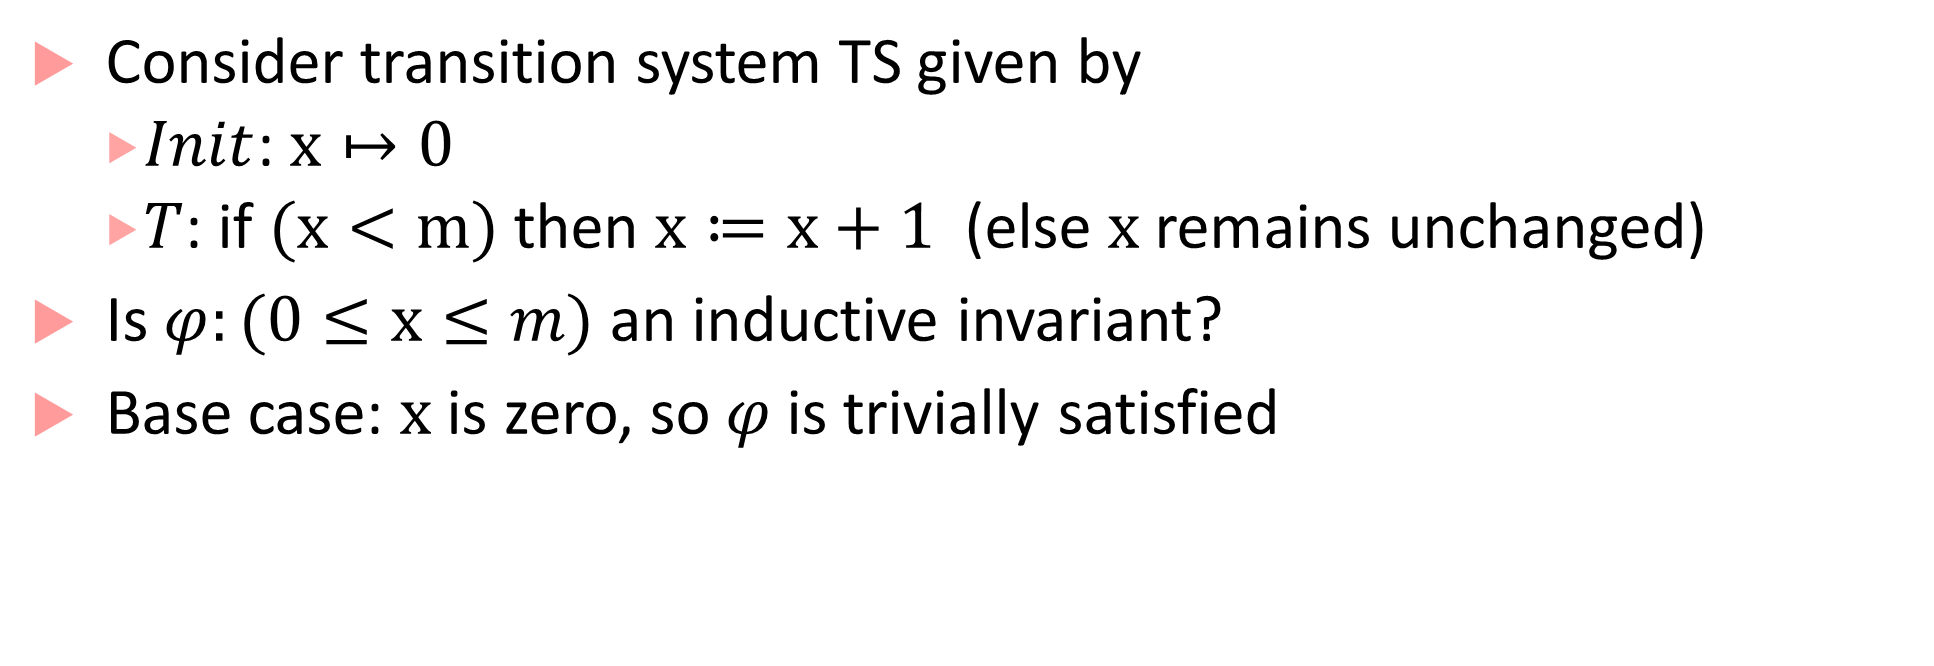 Consider transition system TS given by
Init: x ↦ 0
T: if (x < m) then x ≔ x + 1 (else x remains unchanged)
Is φ: (0 ≤ x ≤ m) an inductive invariant?
Base case: x is zero, so φ is trivially satisfied